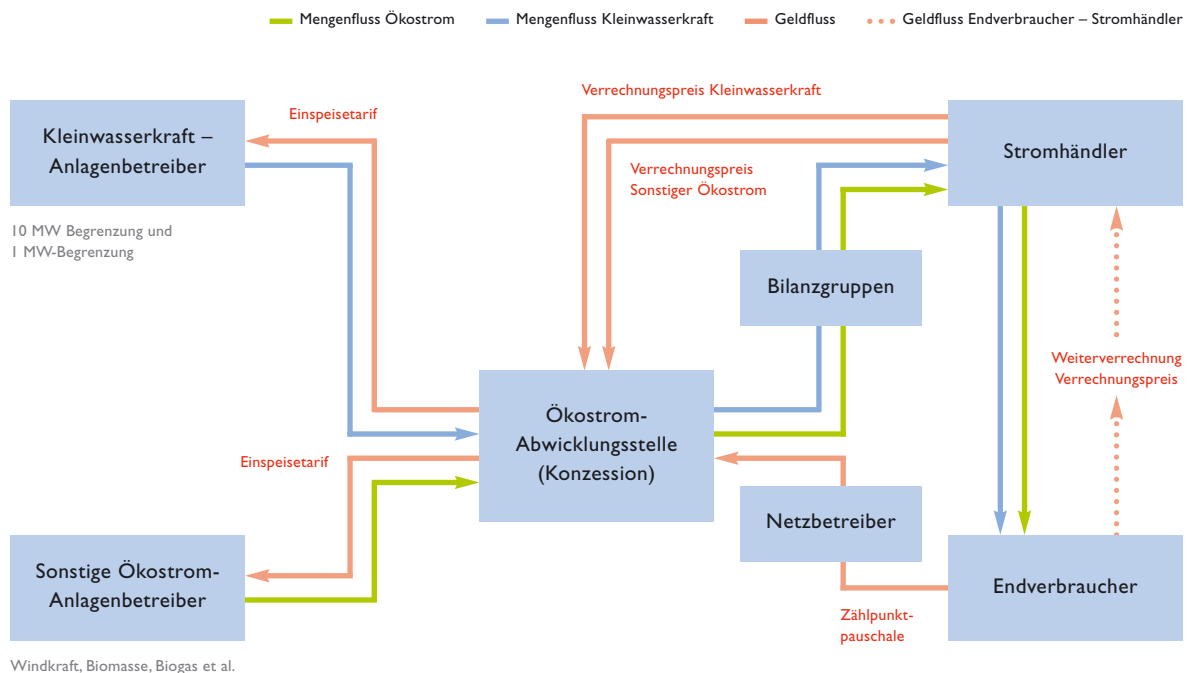 Mengenfluss Ökostrom
Mengenfluss Kleinwasserkraft
Geldfluss
Geldfluss Endverbraucher – Stromhändler
Verrechnungspreis Kleinwasserkraft
Einspeisetarif
Kleinwasserkraft –
Anlagenbetreiber
Stromhändler
Verrechnungspreis
Sonstiger Ökostrom
10 MW Begrenzung und
1 MW-Begrenzung
Bilanzgruppen
Weiterverrechnung
Verrechnungspreis
Ökostrom-
Abwicklungsstelle
(Konzession)
Einspeisetarif
Netzbetreiber
Sonstige Ökostrom-
Anlagenbetreiber
Endverbraucher
Zählpunkt-
pauschale
Windkraft, Biomasse, Biogas et al.